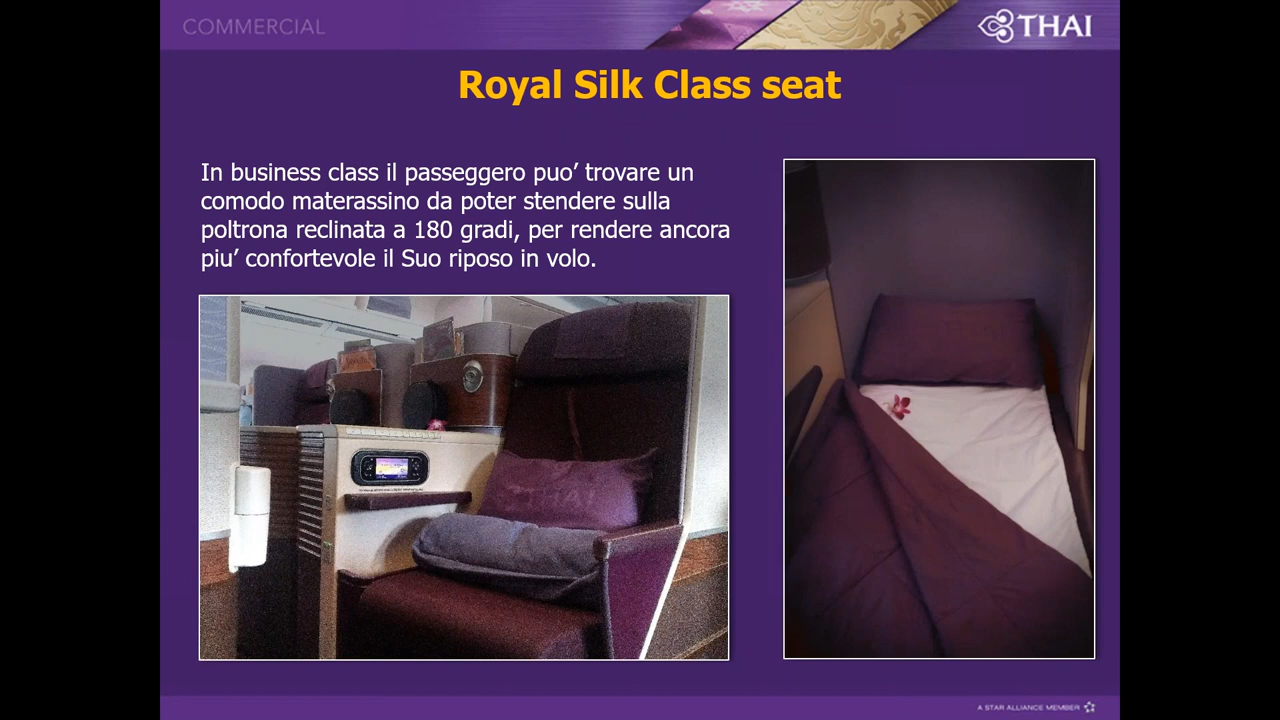 COMMERCIAL
THAI
Royal Silk Class seat
In business class il passeggero puo’ trovare un
comodo materassino da poter stendere sulla
poltrona reclinata a 180 gradi, per rendere ancora
piu’ confortevole il Suo riposo in volo.
THAI
A STAR ALLIANCE MEMBER